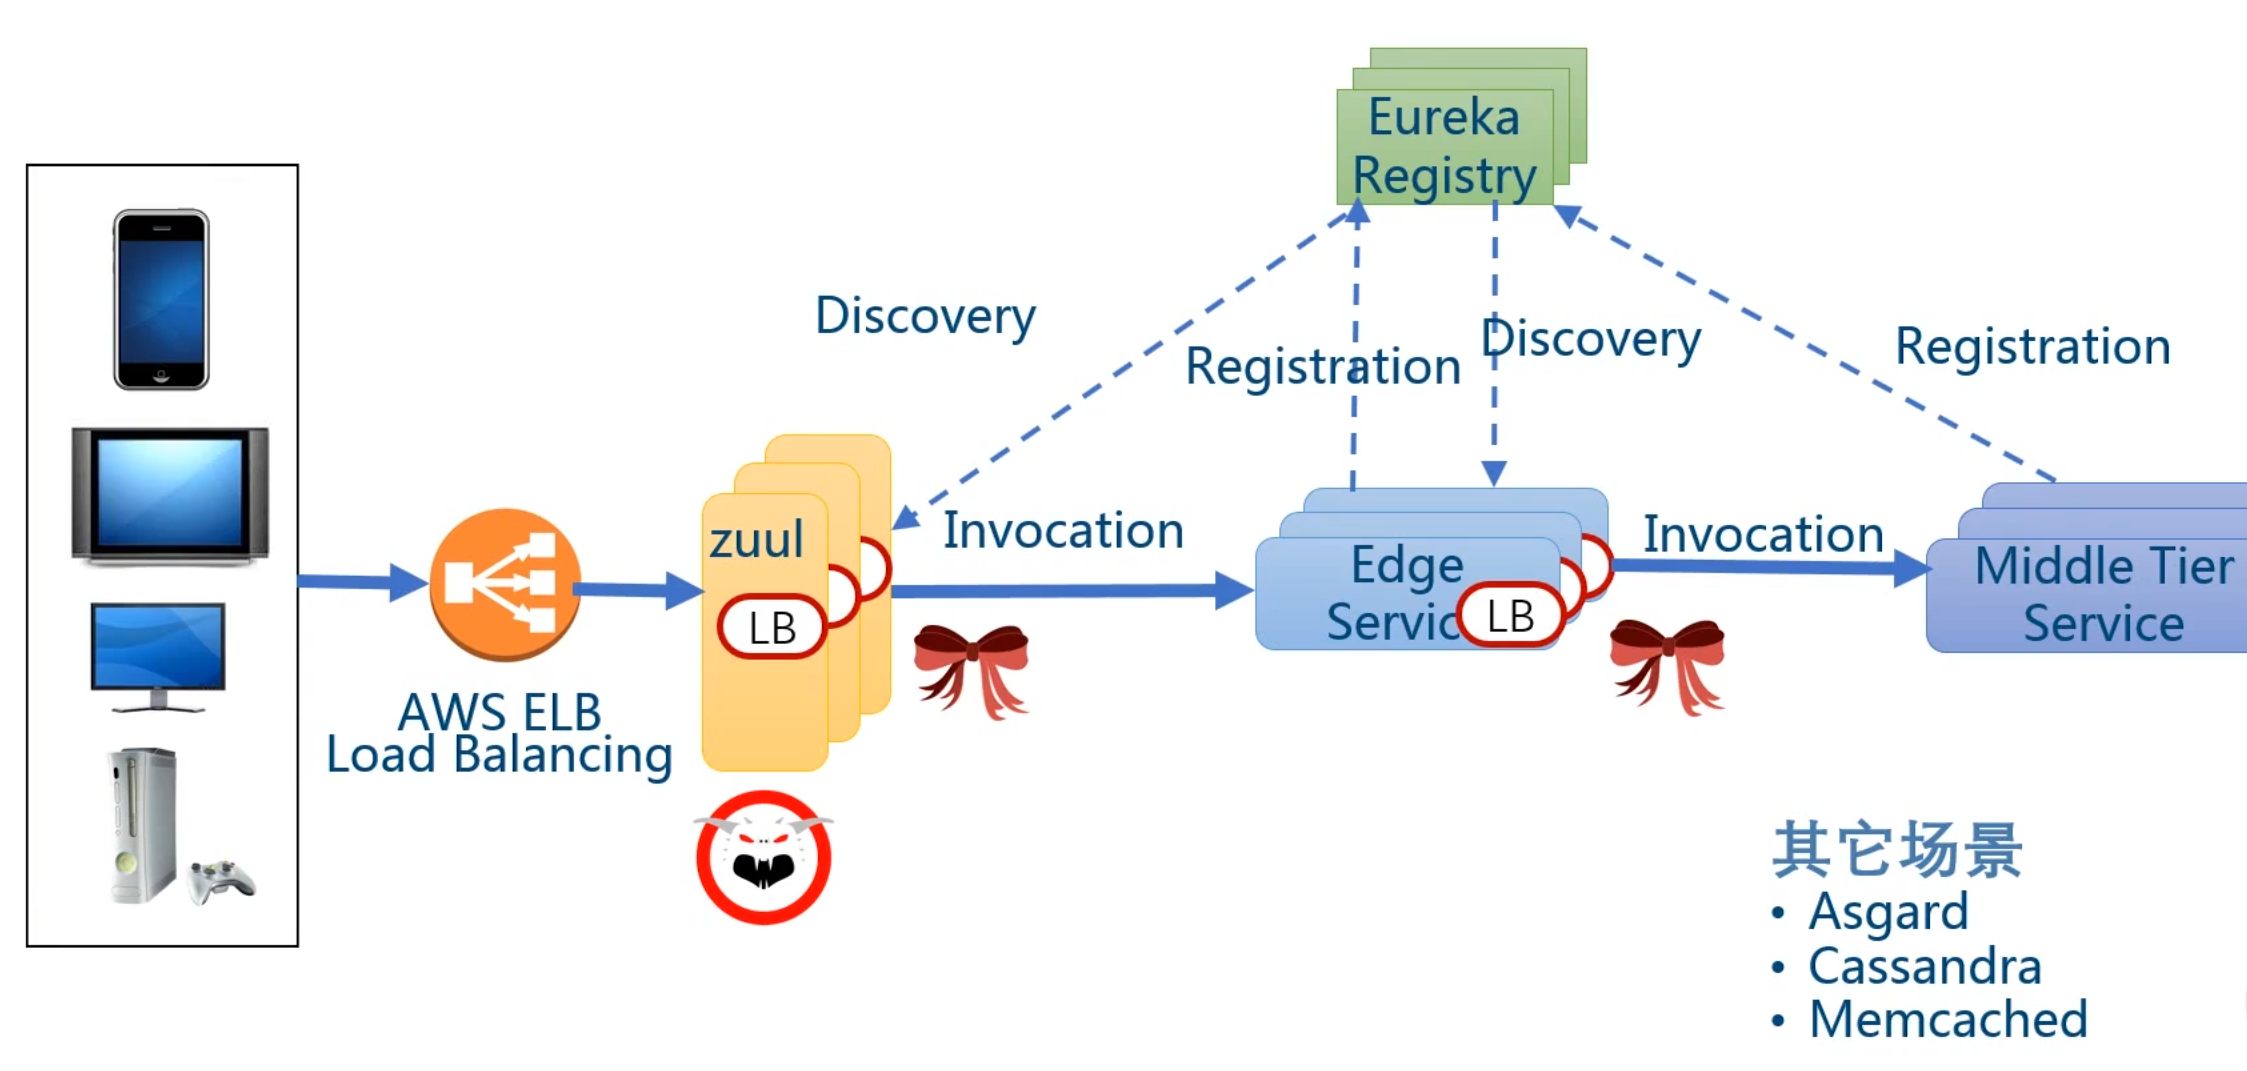 Eureka
Registry
Discovery
Registration
Discovery
Registration
zuul
LB
Invocation
Edge
Servic
LB
Invocation
Middle Tier
Service
AWS ELB
Load Balancing
其它场景
• Asgard
• Cassandra
• Memcached